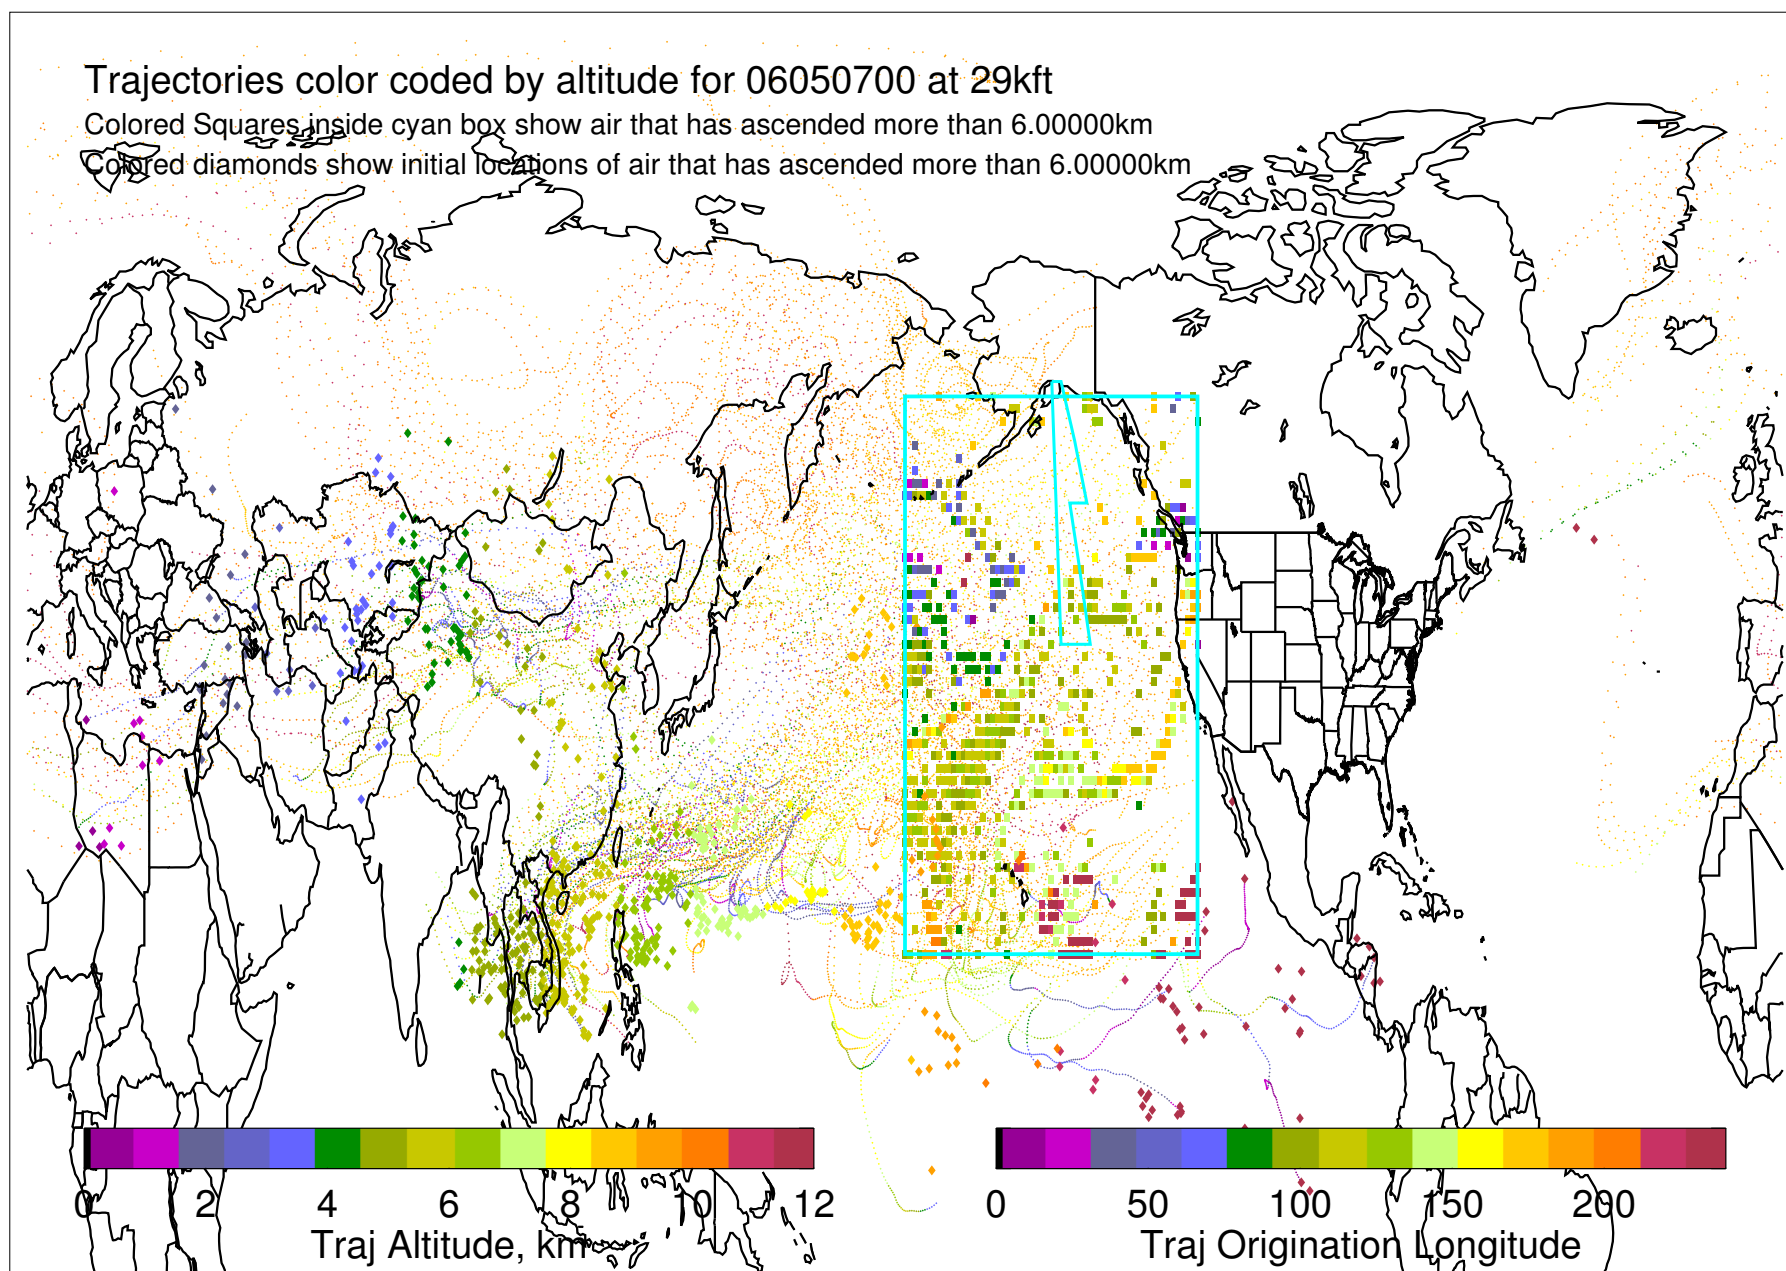 Trajectories color coded by altitude for 06050700 at 29kft
Colored Squares inside cyan box show air that has ascended more than 6.00000km
Colored diamonds show initial locations of air that has ascended more than 6.00000km
0 2 4 6 8 10 12
Traj Altitude, km
0 50 100 150 200
Traj Origination Longitude